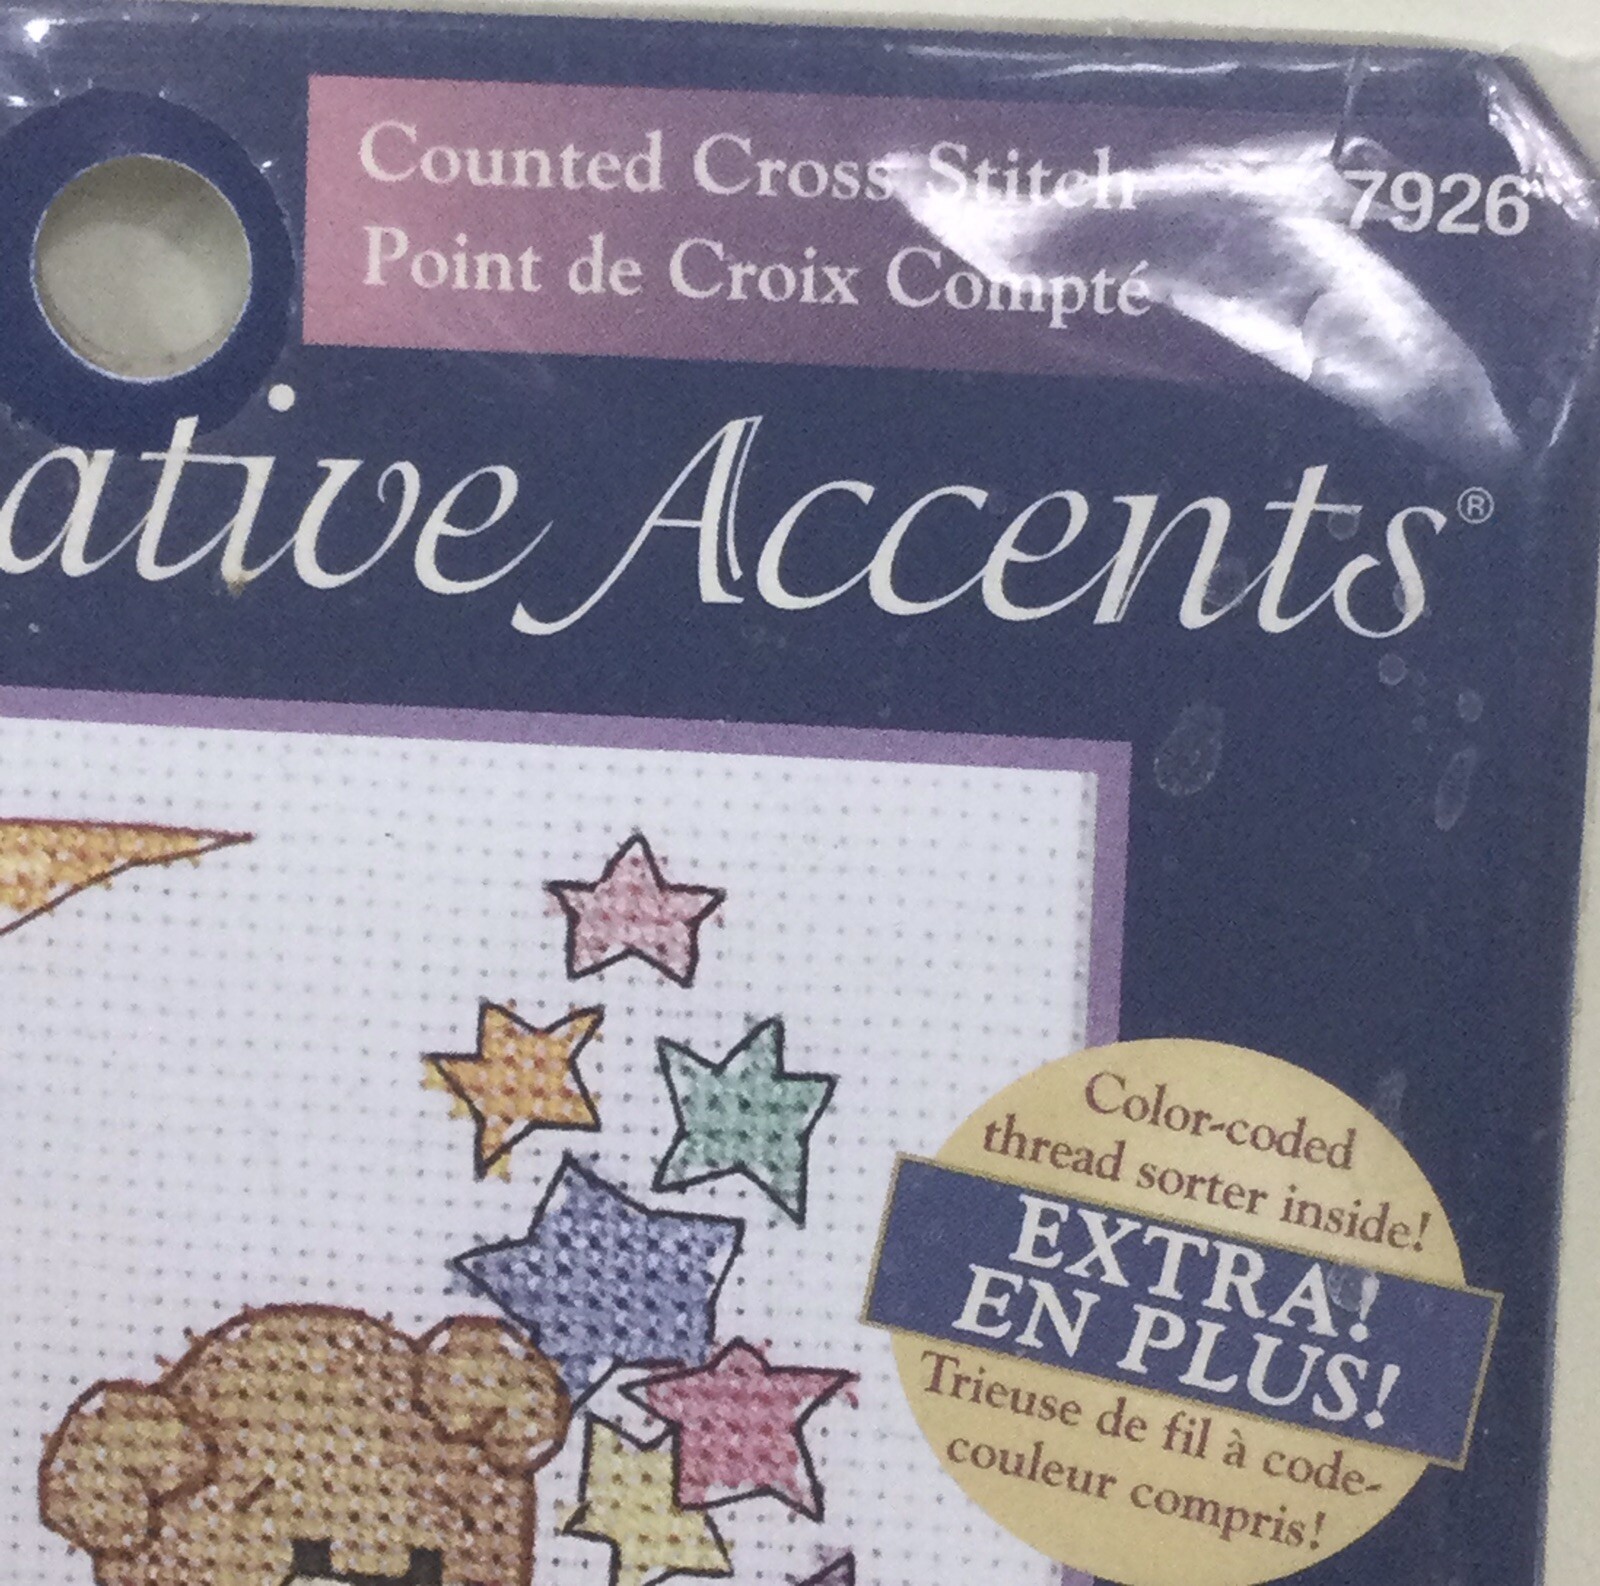 Counted Cross Stitch
7926
Point de Croix Compté
ative Accents®
Color-coded
thread sorter inside!
EXTRA!
EN PLUS!
Trieuse de fil à code-
couleur compris!